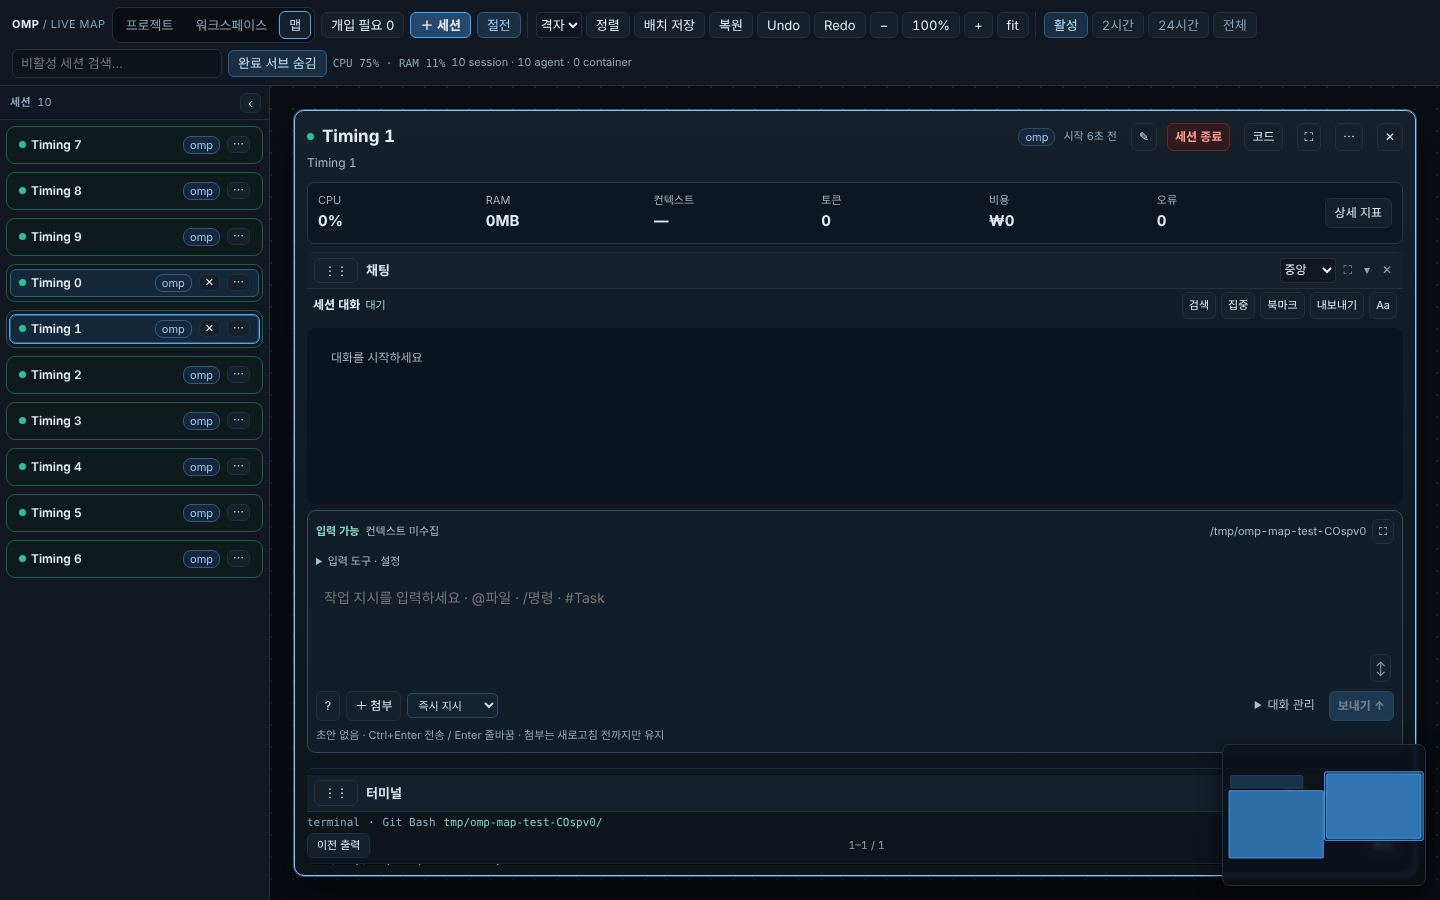 OMP / LIVE MAP 프로젝트 워크스페이스 맵 개입 필요 0 + 세션 절전 격자 정렬 배치 저장 복원 Undo Redo − 100% + fit 활성 2시간 24시간 전체
비활성 세션 검색... 완료 서브 숨김 CPU 75% · RAM 11% 10 session · 10 agent · 0 container
세션 10
Timing 7 omp ...
Timing 8 omp ...
Timing 9 omp ...
Timing 0 omp ✕ ...
Timing 1 omp ✕ ...
Timing 2 omp ...
Timing 3 omp ...
Timing 4 omp ...
Timing 5 omp ...
Timing 6 omp ...
Timing 1 omp 시작 6초 전 ✎ 세션 종료 코드 ⛶ ... ✕
Timing 1
CPU RAM 컨텍스트 토큰 비용 오류
0% 0MB — 0 ₩0 0 상세 지표
채팅 중앙
세션 대화 대기 검색 집중 북마크 내보내기 Aa
대화를 시작하세요
입력 가능 컨텍스트 미수집 /tmp/omp-map-test-COspv0
▶ 입력 도구 · 설정
작업 지시를 입력하세요 · @파일 · /명령 · #Task
? + 첨부 즉시 지시 ▶ 대화 관리 보내기 ↑
초안 없음 · Ctrl+Enter 전송 / Enter 줄바꿈 · 첨부는 새로고침 전까지만 유지
터미널
terminal · Git Bash tmp/omp-map-test-COspv0/
이전 출력 1–1 / 1